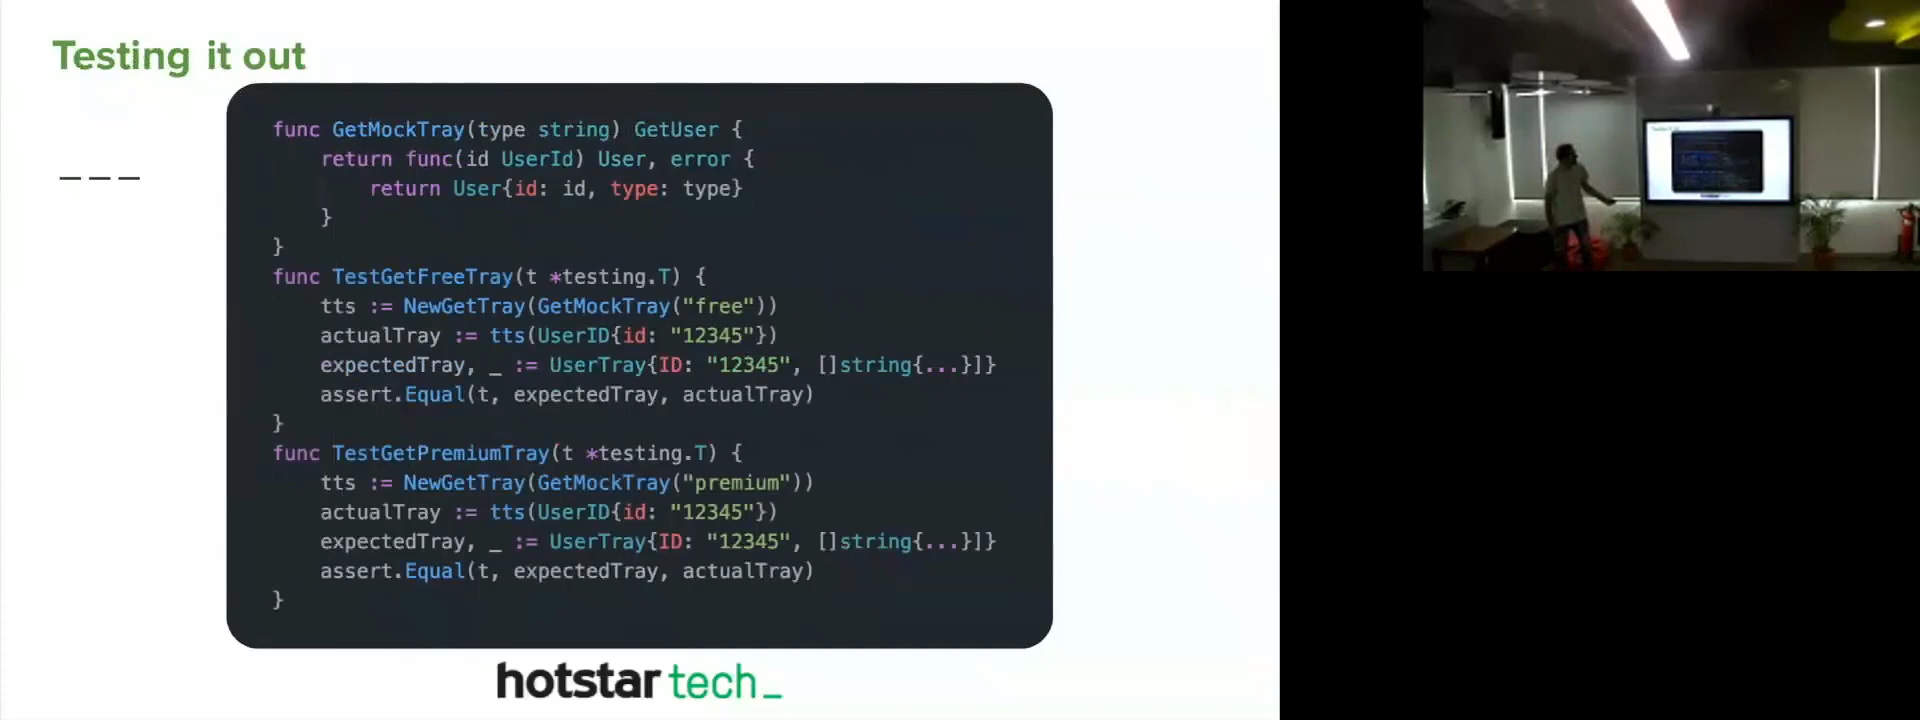 Testing it out
func GetMockTray(type string) GetUser {
return func(id UserId) User, error {
return User{id: id, type: type}
}
}
func TestGetFreeTray(t *testing.T) {
tts := NewGetTray(GetMockTray("free"))
actualTray := tts(UserID{id: "12345"})
expectedTray, _ := UserTray{ID: "12345", []string{...}]}
assert.Equal(t, expectedTray, actualTray)
}
func TestGetPremiumTray(t *testing.T) {
tts := NewGetTray(GetMockTray("premium"))
actualTray := tts(UserID{id: "12345"})
expectedTray, _ := UserTray{ID: "12345", []string{...}]}
assert.Equal(t, expectedTray, actualTray)
}
hotstar tech_